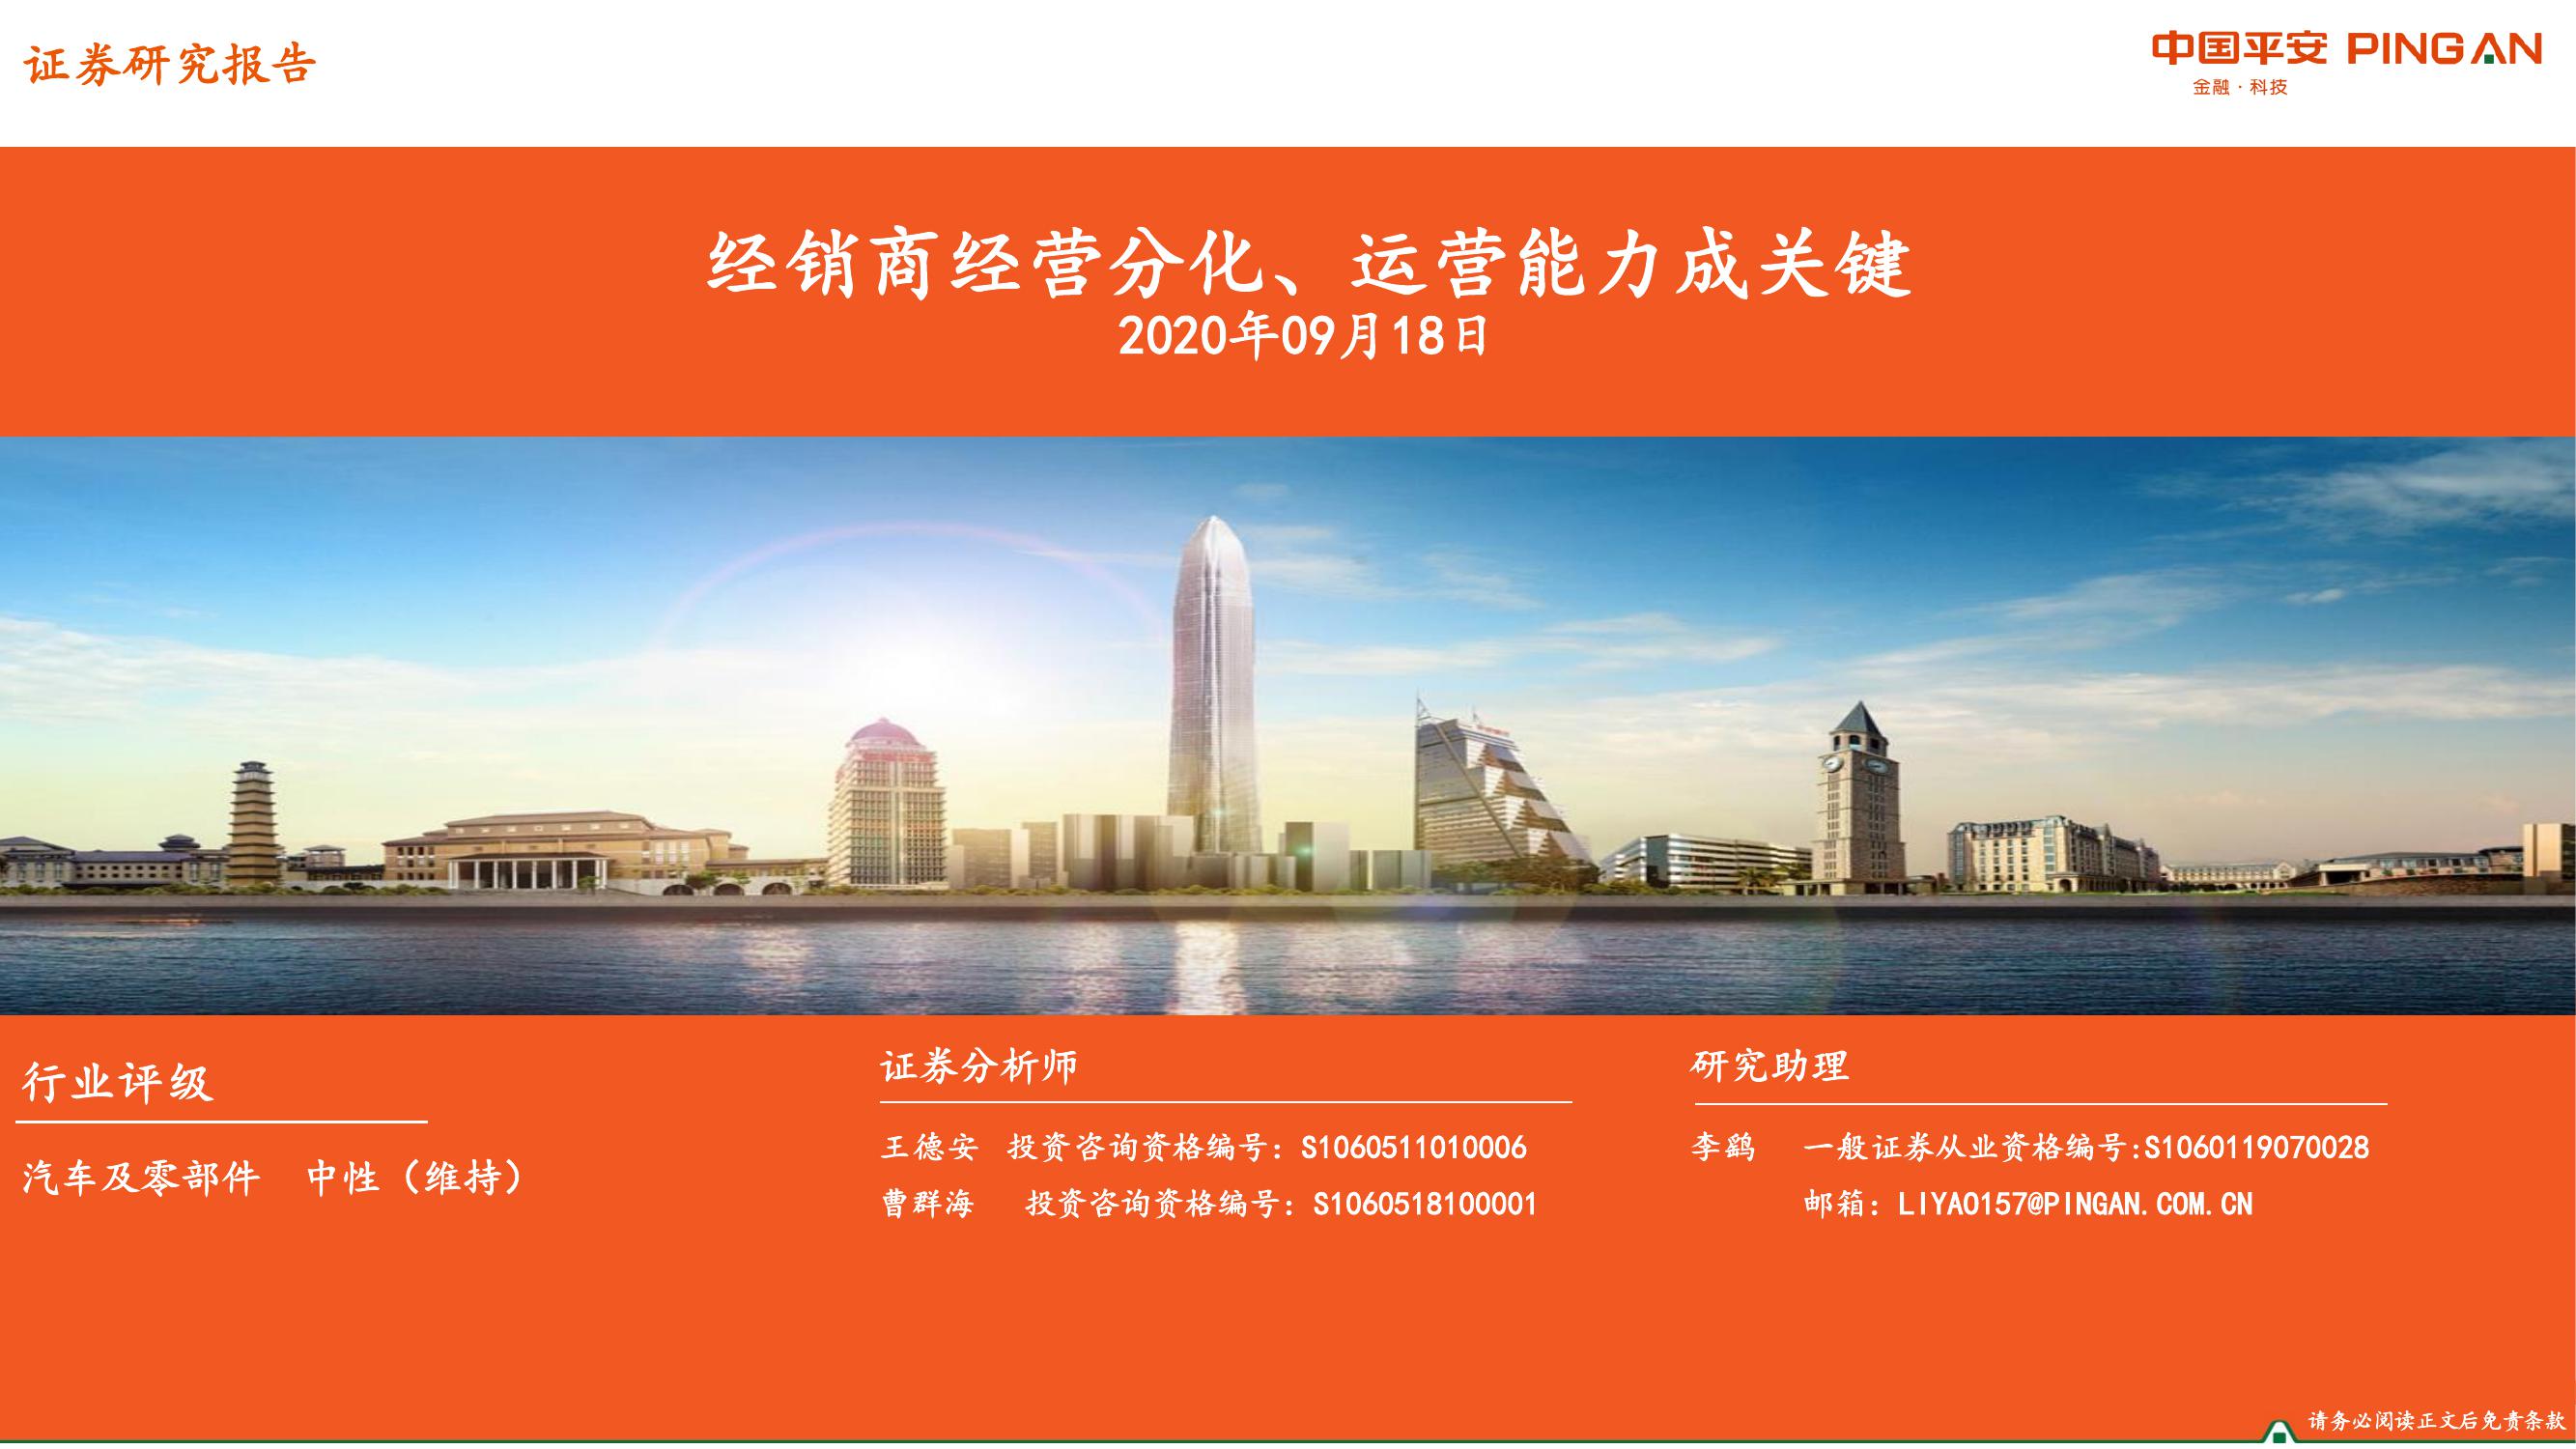 证券研究报告
中国平安 PINGAN
金融·科技
经销商经营分化、运营能力成关键
2020年09月18日
行业评级
汽车及零部件 中性（维持）
证券分析师
王德安 投资咨询资格编号：S1060511010006
曹群海 投资咨询资格编号：S1060518100001
研究助理
李鹞 一般证券从业资格编号:S1060119070028
邮箱：LIYAO157@PINGAN.COM.CN
请务必阅读正文后免责条款